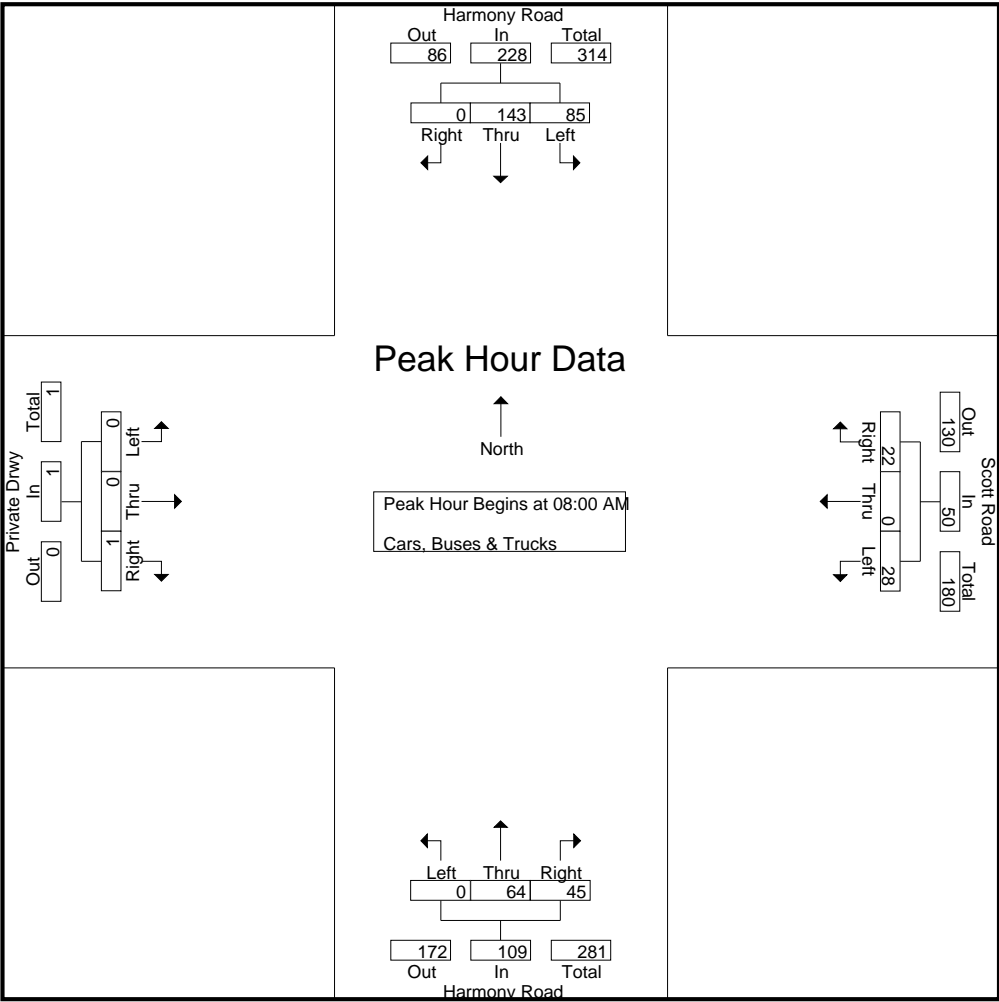 Harmony Road
Out In Total
86 228 314
0 143 85
Right Thru Left
Peak Hour Data
North
Peak Hour Begins at 08:00 AM
Cars, Buses & Trucks
Private Drwy
Out In Total
0 1 1
1 0 0
Right Thru Left
Scott Road
Out In Total
130 50 180
22 0 28
Right Thru Left
Left Thru Right
0 64 45
172 109 281
Out In Total
Harmony Road